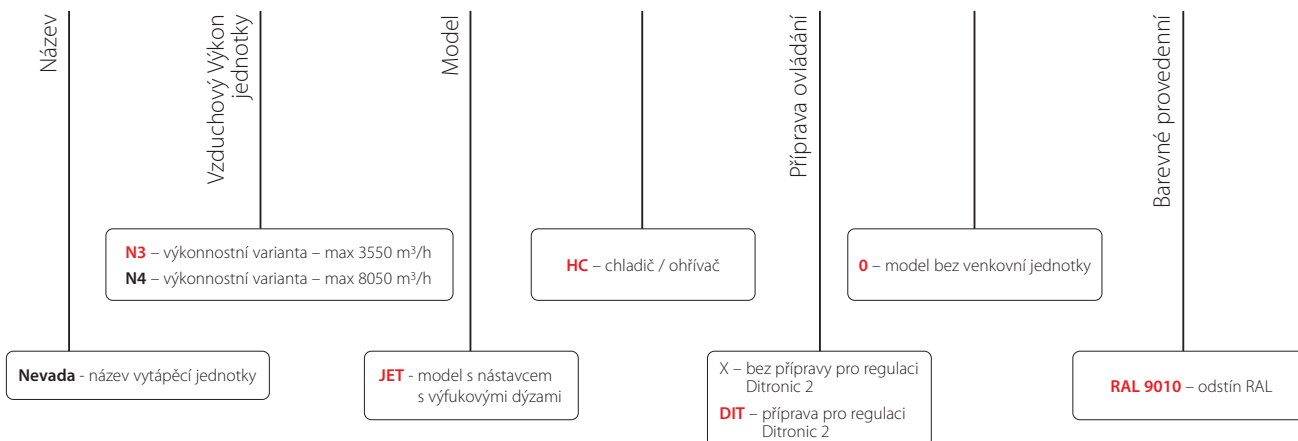 Název
Vzduchový Výkon
jednotky
Model
Příprava ovládání
Barevné provedenní
N3 – výkonnostní varianta – max 3550 m³/h
N4 – výkonnostní varianta – max 8050 m³/h
HC – chladič / ohřívač
0 – model bez venkovní jednotky
Nevada - název vytápěcí jednotky
JET - model s nástavcem
s výfukovými dýzami
X – bez přípravy pro regulaci
Ditronic 2
DIT – příprava pro regulaci
Ditronic 2
RAL 9010 – odstín RAL